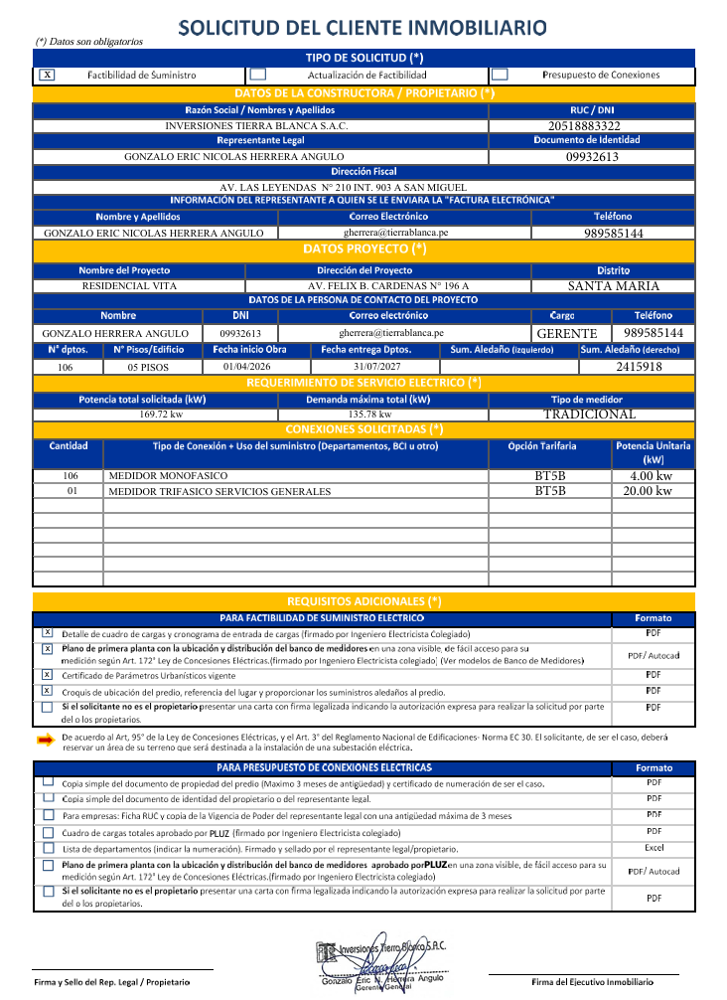 SOLICITUD DEL CLIENTE INMOBILIARIO
(*) Datos son obligatorios
TIPO DE SOLICITUD (*)
X Factibilidad de Suministro Actualización de Factibilidad Presupuesto de Conexiones
DATOS DE LA CONSTRUCTORA / PROPIETARIO (*)
Razón Social / Nombres y Apellidos RUC / DNI
INVERSIONES TIERRA BLANCA S.A.C. 20518883322
Representante Legal Documento de Identidad
GONZALO ERIC NICOLAS HERRERA ANGULO 09932613
Dirección Fiscal
AV. LAS LEYENDAS N° 210 INT. 903 A SAN MIGUEL
INFORMACIÓN DEL REPRESENTANTE A QUIEN SE LE ENVIARA LA "FACTURA ELECTRÓNICA"
Nombre y Apellidos Correo Electrónico Teléfono
GONZALO ERIC NICOLAS HERRERA ANGULO gherrera@tierrablanca.pe 989585144
DATOS PROYECTO (*)
Nombre del Proyecto Dirección del Proyecto Distrito
RESIDENCIAL VITA AV. FELIX B. CARDENAS N° 196 A SANTA MARIA
DATOS DE LA PERSONA DE CONTACTO DEL PROYECTO
Nombre DNI Correo electrónico Cargo Teléfono
GONZALO HERRERA ANGULO 09932613 gherrera@tierrablanca.pe GERENTE 989585144
N° dptos. N° Pisos/Edificio Fecha inicio Obra Fecha entrega Dptos. Sum. Aledaño (izquierdo) Sum. Aledaño (derecho)
106 05 PISOS 01/04/2026 31/07/2027 2415918
REQUERIMIENTO DE SERVICIO ELECTRICO (*)
Potencia total solicitada (kW) Demanda máxima total (kW) Tipo de medidor
169.72 kw 135.78 kw TRADICIONAL
CONEXIONES SOLICITADAS (*)
Cantidad Tipo de Conexión + Uso del suministro (Departamentos, BCI u otro) Opción Tarifaria Potencia Unitaria
(kW)
106 MEDIDOR MONOFASICO BT5B 4.00 kw
01 MEDIDOR TRIFASICO SERVICIOS GENERALES BT5B 20.00 kw
REQUISITOS ADICIONALES (*)
PARA FACTIBILIDAD DE SUMINISTRO ELECTRICO Formato
X Detalle de cuadro de cargas y cronograma de entrada de cargas (firmado por Ingeniero Electricista Colegiado) PDF
X Plano de primera planta con la ubicación y distribución del banco de medidores en una zona visible, de fácil acceso para su
medición según Art. 172° Ley de Concesiones Eléctricas.(firmado por Ingeniero Electricista colegiado) (Ver modelos de Banco de Medidores) PDF/ Autocad
X Certificado de Parámetros Urbanísticos vigente PDF
X Croquis de ubicación del predio, referencia del lugar y proporcionar los suministros aledaños al predio. PDF
Si el solicitante no es el propietario presentar una carta con firma legalizada indicando la autorización expresa para realizar la solicitud por parte PDF
del o los propietarios.
De acuerdo al Art, 95° de la Ley de Concesiones Eléctricas, y el Art. 3° del Reglamento Nacional de Edificaciones- Norma EC 30. El solicitante, de ser el caso, deberá
reservar un área de su terreno que será destinada a la instalación de una subestación eléctrica.
PARA PRESUPUESTO DE CONEXIONES ELECTRICAS Formato
Copia simple del documento de propiedad del predio (Maximo 3 meses de antigüedad) y certificado de numeración de ser el caso. PDF
Copia simple del documento de identidad del propietario o del representante legal. PDF
Para empresas: Ficha RUC y copia de la Vigencia de Poder del representante legal con una antigüedad máxima de 3 meses PDF
Cuadro de cargas totales aprobado por PLUZ (firmado por Ingeniero Electricista colegiado) PDF
Lista de departamentos (indicar la numeración). Firmado y sellado por el representante legal/propietario. Excel
Plano de primera planta con la ubicación y distribución del banco de medidores aprobado por PLUZ en una zona visible, de fácil acceso para su
medición según Art. 172° Ley de Concesiones Eléctricas.(firmado por Ingeniero Electricista colegiado) PDF/ Autocad
Si el solicitante no es el propietario presentar una carta con firma legalizada indicando la autorización expresa para realizar la solicitud por parte
del o los propietarios. PDF
Inversiones Tierra Blanca S.A.C.
Gonzalo Eric N. Herrera Angulo
Gerente General
Firma y Sello del Rep. Legal / Propietario Firma del Ejecutivo Inmobiliario